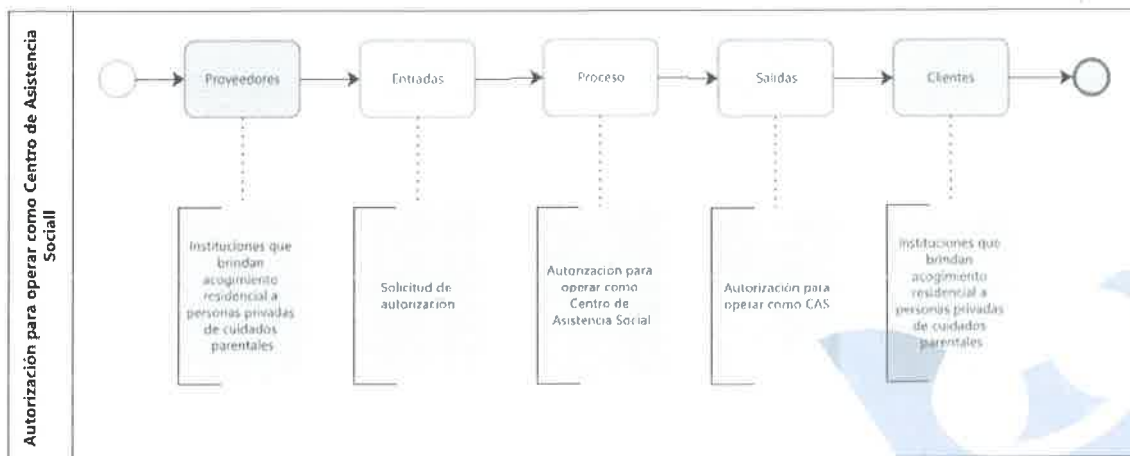 Autorización para operar como Centro de Asistencia
Sociall
Proveedores
Entradas
Proceso
Salidas
Clientes
Instituciones que
brindan
acogimiento
residencial a
personas privadas
de cuidados
parentales
Solicitud de
autorización
Autorizacion para
operar como
Centro de
Asistencia Social
Autorización para
operar como CAS
Instituciones que
brindan
acogimiento
residencial a
personas privadas
de cuidados
parentales